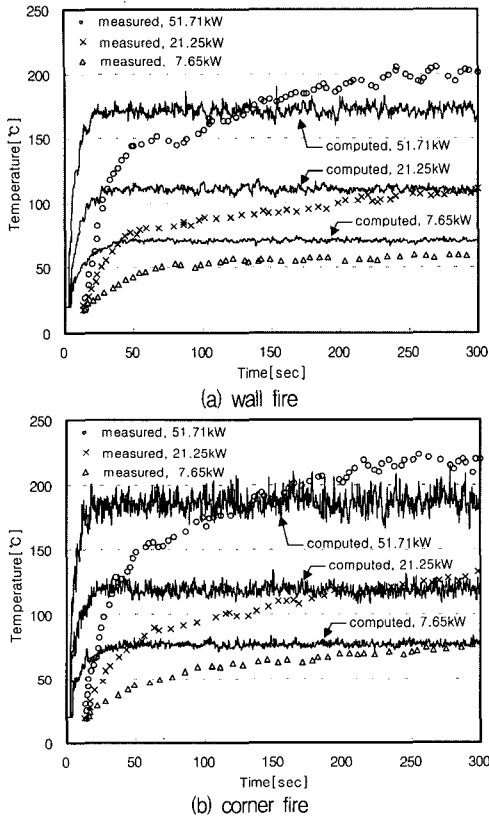 250
measured, 51.71kW
measured, 21.25kW
measured, 7.65kW
200
150
100
50
0
Temperature[℃]
computed, 51.71kW
computed, 21.25kW
computed, 7.65kW
0 50 100 150 200 250 300
Time[sec]
(a) wall fire
250
measured, 51.71kW
measured, 21.25kW
measured, 7.65kW
200
150
100
50
0
Temperature[℃]
computed, 51.71kW
computed, 21.25kW
computed, 7.65kW
0 50 100 150 200 250 300
Time[sec]
(b) corner fire